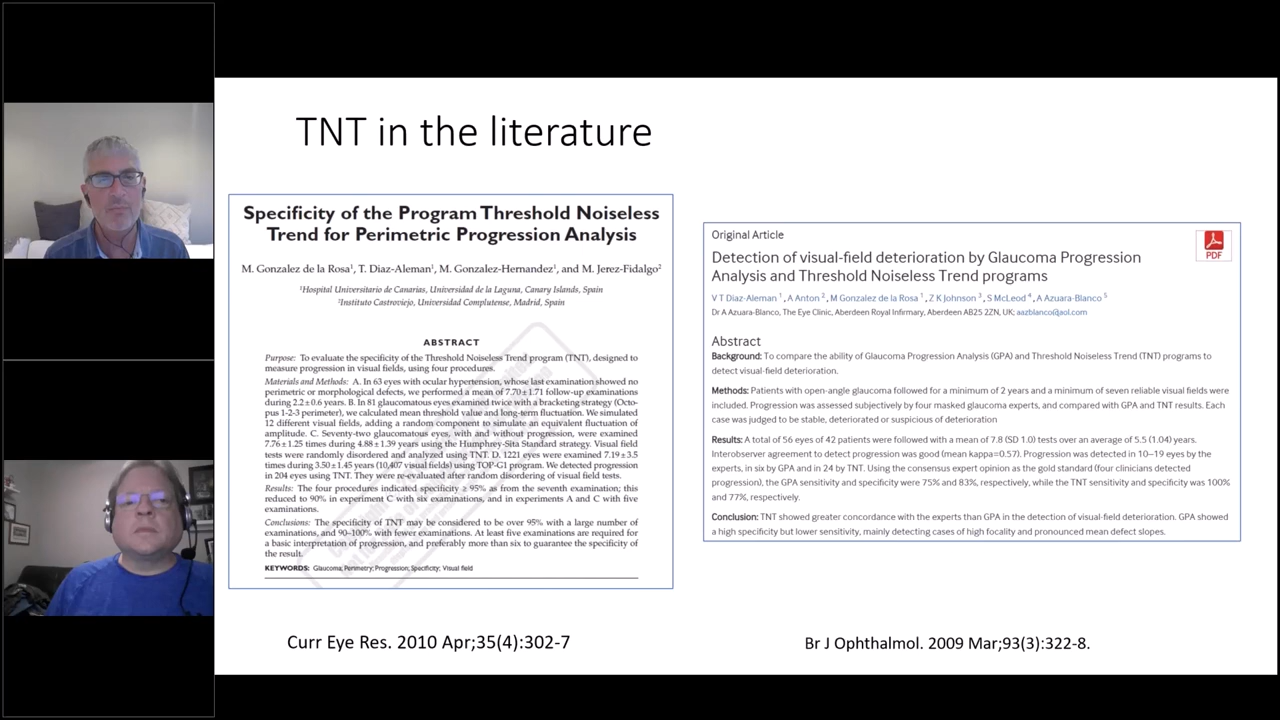 TNT in the literature
Specificity of the Program Threshold Noiseless
Trend for Perimetric Progression Analysis
M. Gonzalez de la Rosa¹, T. Diaz-Aleman¹, M. Gonzalez-Hernandez¹, and M. Jerez-Fidalgo²
¹Hospital Universitario de Canarias, Universidad de la Laguna, Canary Islands, Spain
²Instituto Castroviejo, Universidad Complutense, Madrid, Spain
ABSTRACT
Purpose: To evaluate the specificity of the Threshold Noiseless Trend program (TNT), designed to
measure progression in visual fields, using four procedures.
Materials and Methods: A. In 63 eyes with ocular hypertension, whose last examination showed no
perimetric or morphological defects, we performed a mean of 7.70±1.71 follow-up examinations
during 2.2±0.6 years. B. In 81 glaucomatous eyes examined twice with a bracketing strategy (Octo-
pus 1-2-3 perimeter), we calculated mean threshold value and long-term fluctuation. We simulated
12 different visual fields, adding a random component to simulate an equivalent fluctuation of
amplitude. C. Seventy-two glaucomatous eyes, with and without progression, were examined
7.76±1.25 times during 4.88±1.39 years using the Humphrey-Sita Standard strategy. Visual field
tests were randomly disordered and analyzed using TNT. D. 1221 eyes were examined 7.19±3.5
times during 3.50±1.45 years (10,407 visual fields) using TOP-G1 program. We detected progression
in 204 eyes using TNT. They were re-evaluated after random disordering of visual field tests.
Results: The four procedures indicated specificity ≥ 95% as from the seventh examination; this
reduced to 90% in experiment C with six examinations, and in experiments A and C with five
examinations.
Conclusions: The specificity of TNT may be considered to be over 95% with a large number of
examinations, and 90–100% with fewer examinations. At least five examinations are required for
a basic interpretation of progression, and preferably more than six to guarantee the specificity of
the result.
KEYWORDS: Glaucoma; Perimetry; Progression; Specificity; Visual field
Curr Eye Res. 2010 Apr;35(4):302-7
Original Article
PDF
Detection of visual-field deterioration by Glaucoma Progression
Analysis and Threshold Noiseless Trend programs
V T Diaz-Aleman ¹, A Anton ², M Gonzalez de la Rosa ¹, Z K Johnson ³, S McLeod ⁴, A Azuara-Blanco ⁵
Dr A Azuara-Blanco, The Eye Clinic, Aberdeen Royal Infirmary, Aberdeen AB25 2ZN, UK; aazblanco@aol.com
Abstract
Background: To compare the ability of Glaucoma Progression Analysis (GPA) and Threshold Noiseless Trend (TNT) programs to
detect visual-field deterioration.
Methods: Patients with open-angle glaucoma followed for a minimum of 2 years and a minimum of seven reliable visual fields were
included. Progression was assessed subjectively by four masked glaucoma experts, and compared with GPA and TNT results. Each
case was judged to be stable, deteriorated or suspicious of deterioration
Results: A total of 56 eyes of 42 patients were followed with a mean of 7.8 (SD 1.0) tests over an average of 5.5 (1.04) years.
Interobserver agreement to detect progression was good (mean kappa=0.57). Progression was detected in 10–19 eyes by the
experts, in six by GPA and in 24 by TNT. Using the consensus expert opinion as the gold standard (four clinicians detected
progression), the GPA sensitivity and specificity were 75% and 83%, respectively, while the TNT sensitivity and specificity was 100%
and 77%, respectively.
Conclusion: TNT showed greater concordance with the experts than GPA in the detection of visual-field deterioration. GPA showed
a high specificity but lower sensitivity, mainly detecting cases of high focality and pronounced mean defect slopes.
Br J Ophthalmol. 2009 Mar;93(3):322-8.